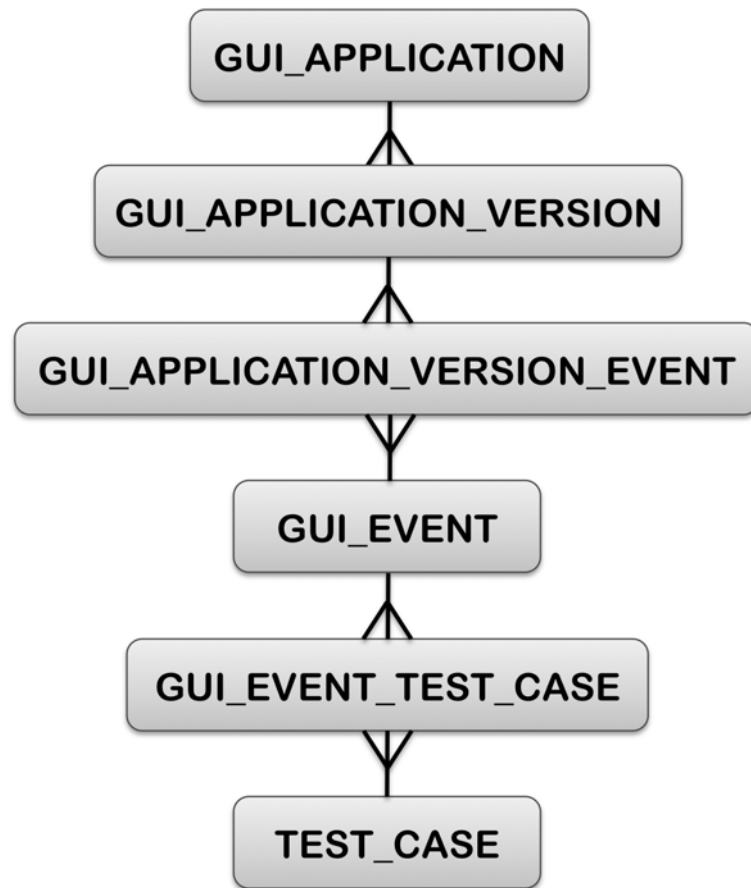 GUI_APPLICATION
GUI_APPLICATION_VERSION
GUI_APPLICATION_VERSION_EVENT
GUI_EVENT
GUI_EVENT_TEST_CASE
TEST_CASE